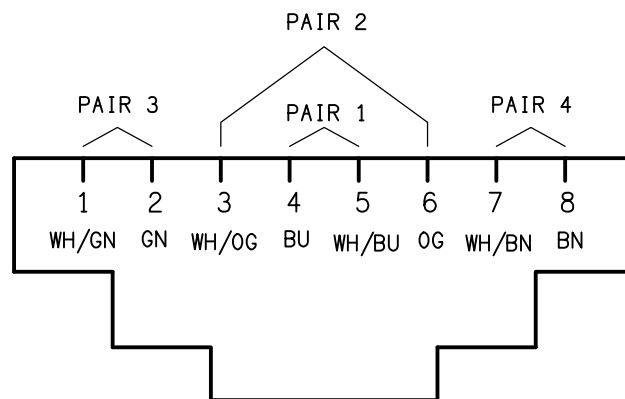 PAIR 2
PAIR 3 PAIR 1 PAIR 4
1 2 3 4 5 6 7 8
WH/GN GN WH/OG BU WH/BU OG WH/BN BN